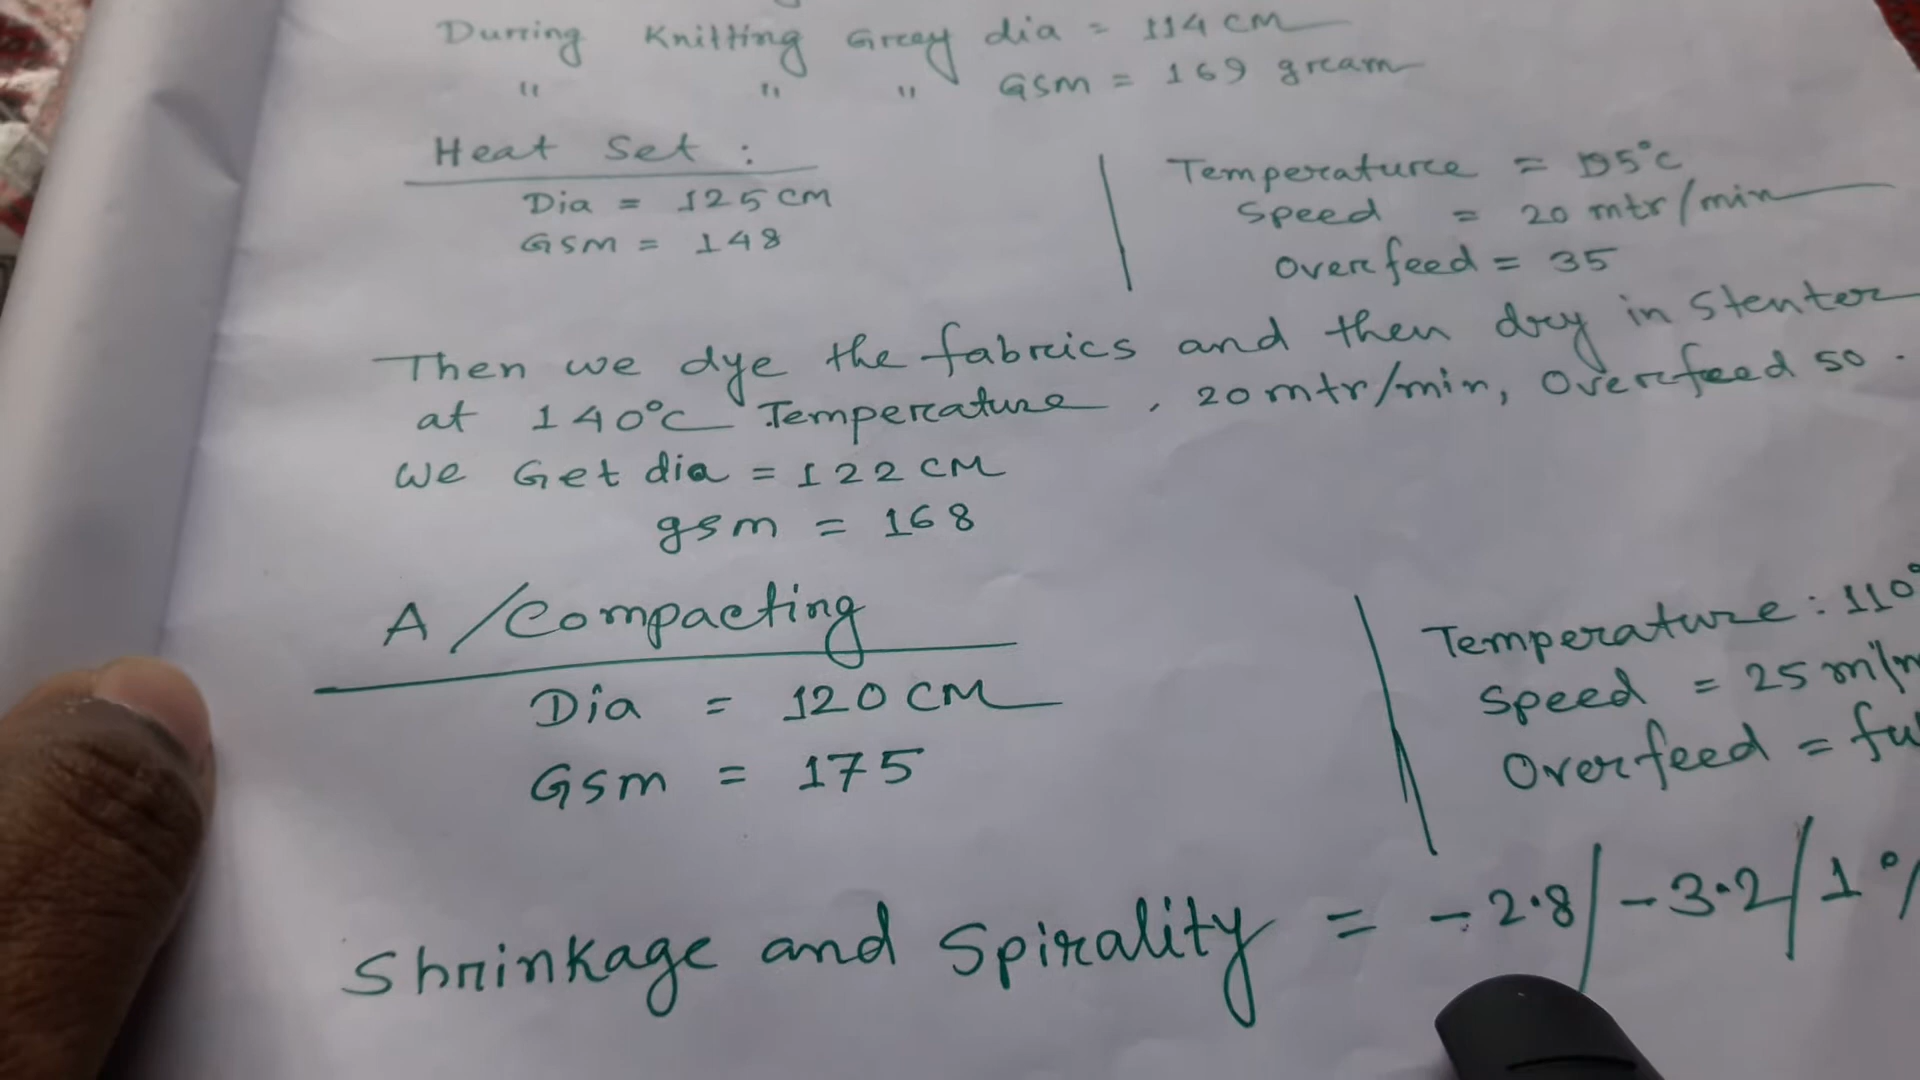 Durring Knitting Grey dia = 114 cm
" " " GSM = 169 gream
Heat Set :
Dia = 125 cm
GSM = 148
Temperature = °c
Speed = 20 mtr/min
Overfeed = 35
Then we dye the fabrics and then dry in Stenter
at 140°c Temperature, 20 mtr/min, Overfeed 50.
We Get dia = 122 cm
gsm = 168
A/Compacting
Dia = 120 cm
Gsm = 175
Temperature : 110°
Speed = 25 m/m
Overfeed = ful
Shrinkage and Spirality = -2.8/-3.2/1%